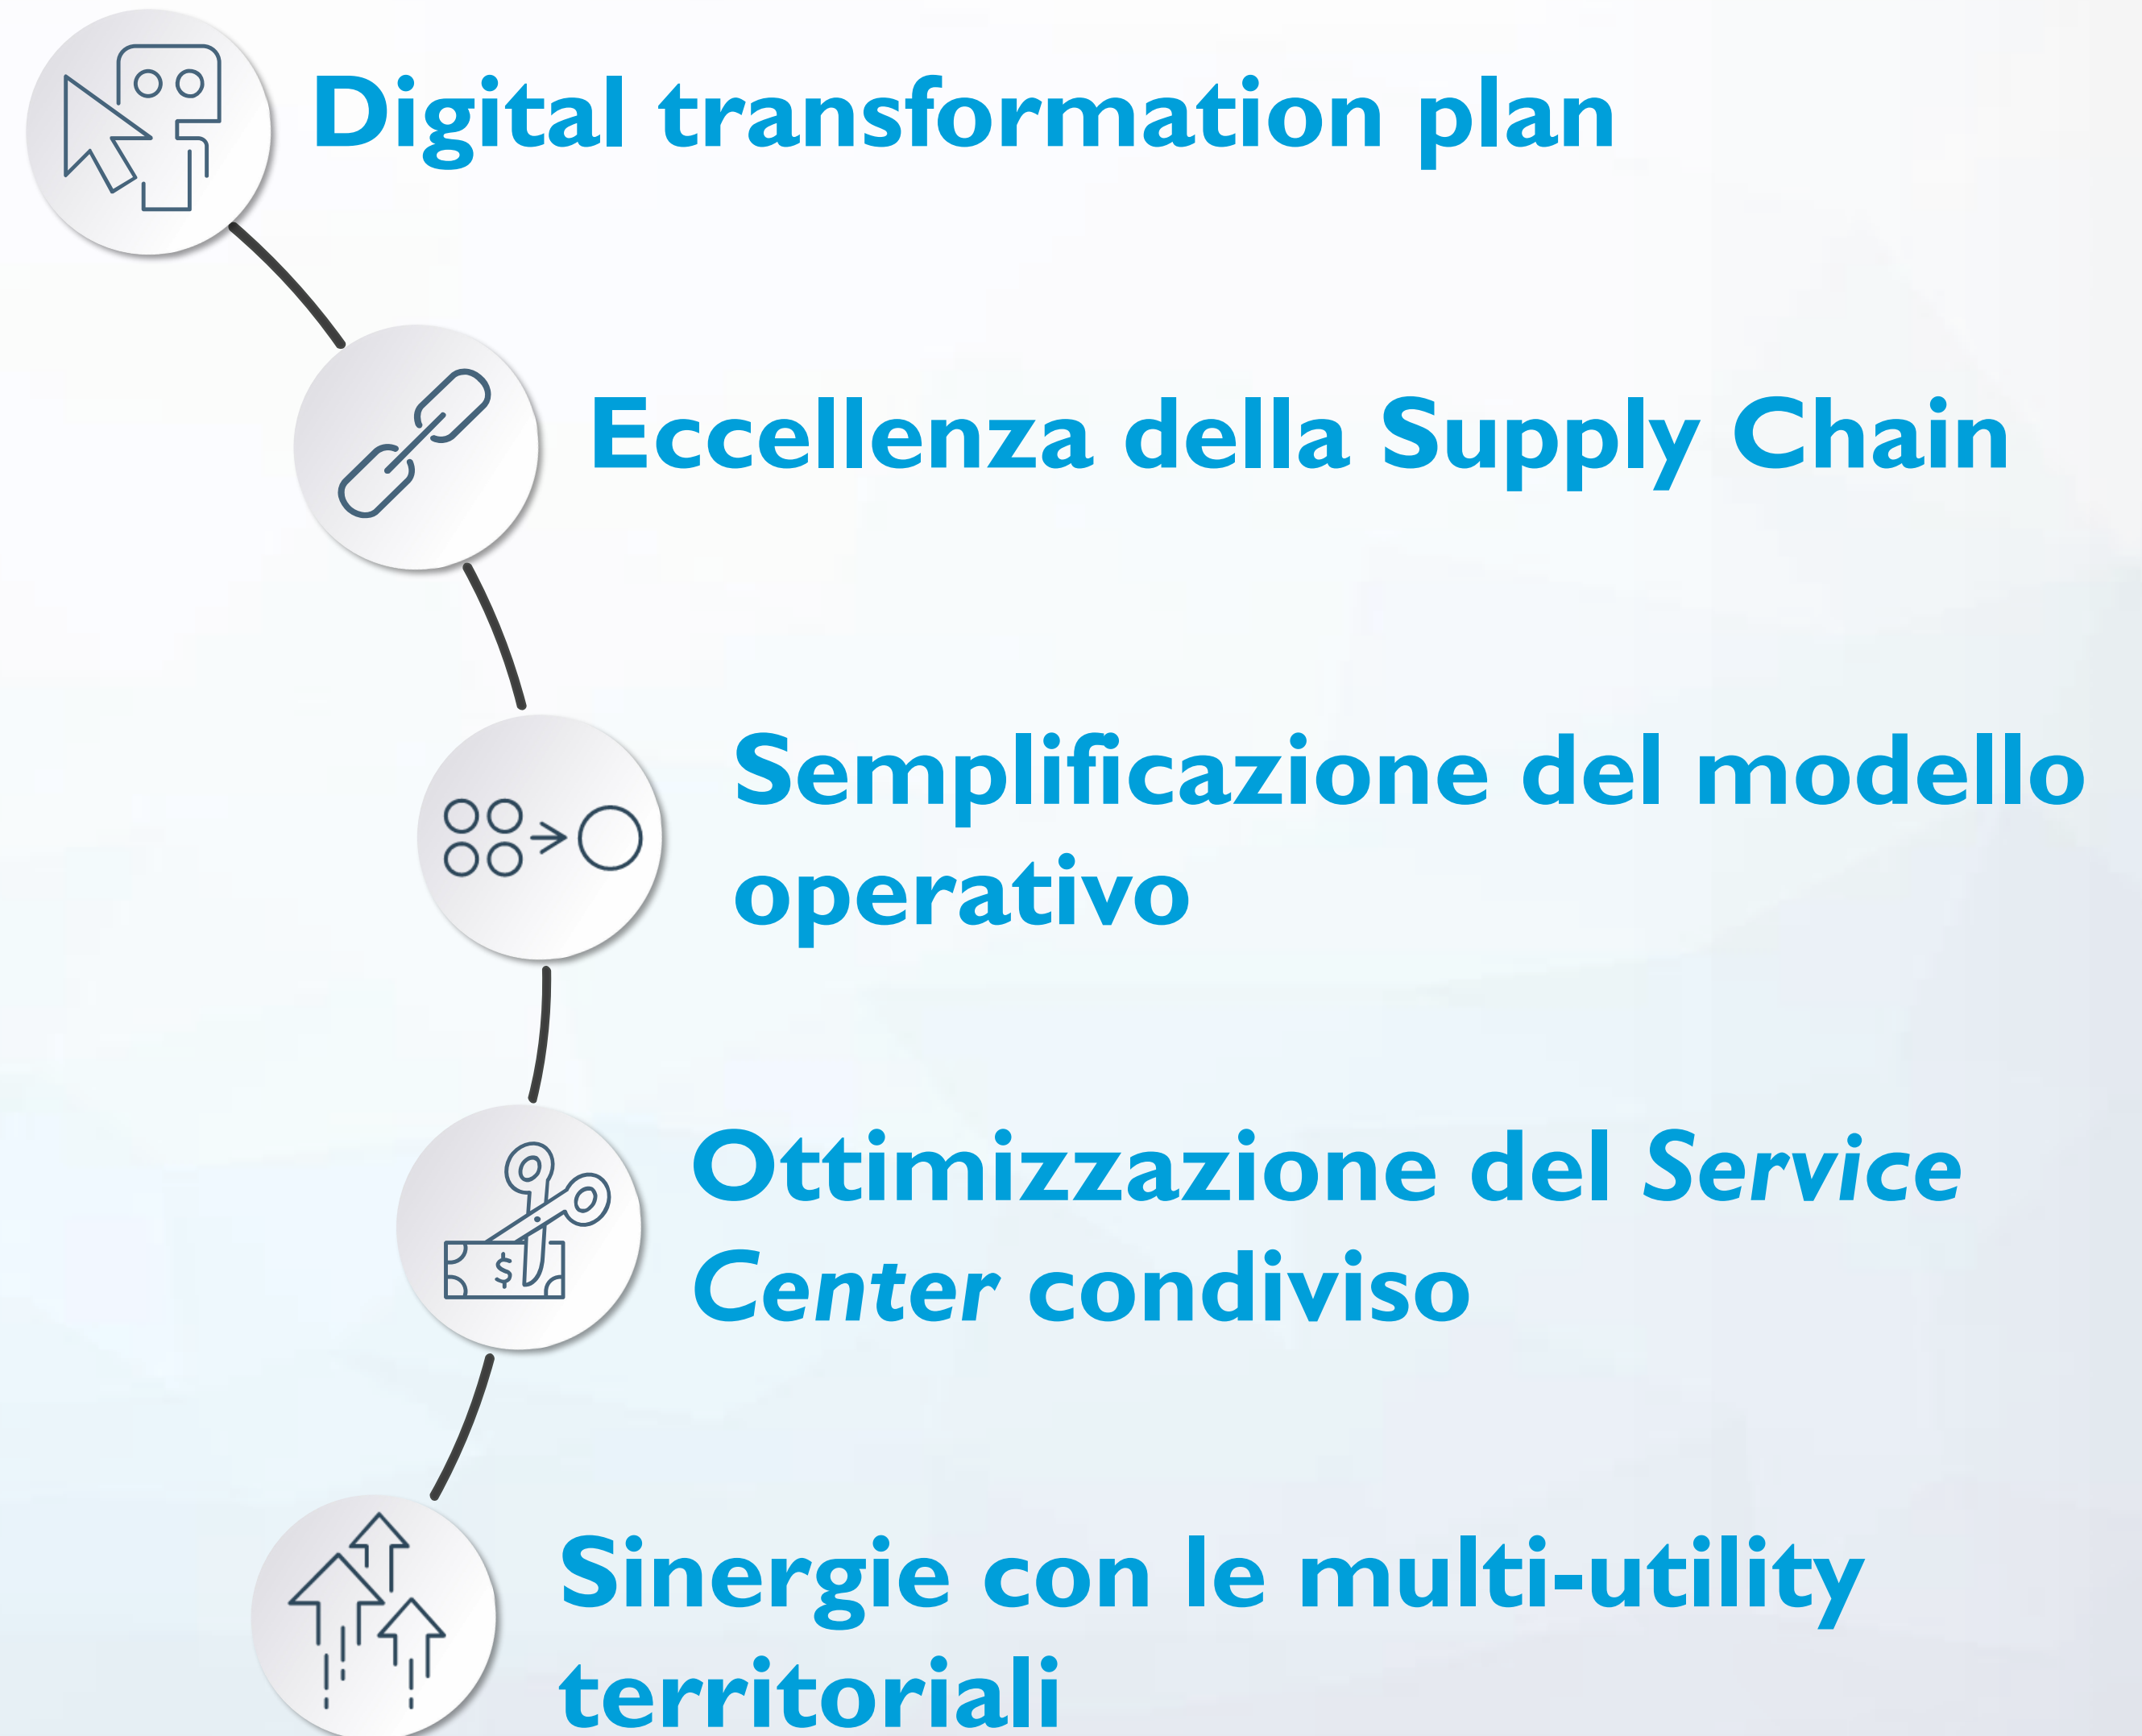 Digital transformation plan
Eccellenza della Supply Chain
Semplificazione del modello
operativo
Ottimizzazione del Service
Center condiviso
$
Sinergie con le multi-utility
territoriali